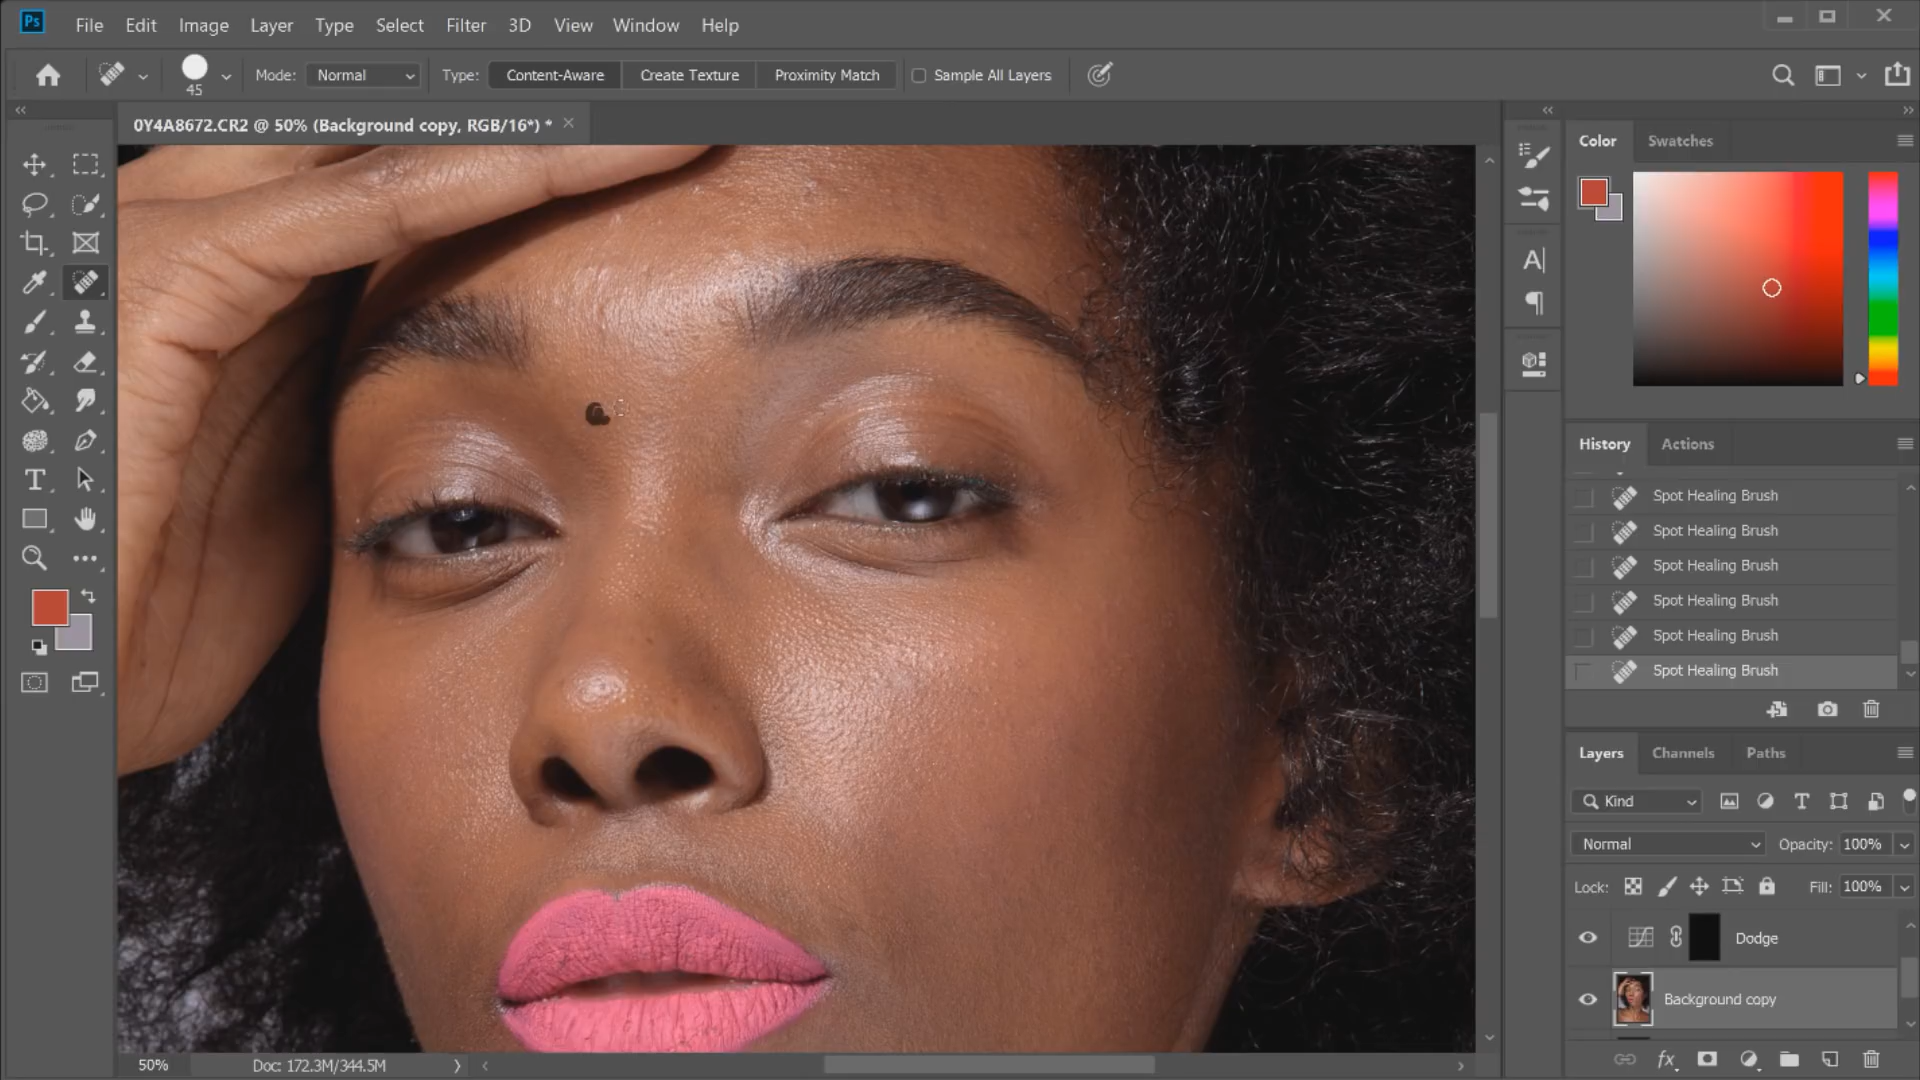 Ps File Edit Image Layer Type Select Filter 3D View Window Help
45 Mode: Normal Type: Content-Aware Create Texture Proximity Match Sample All Layers
0Y4A8672.CR2 @ 50% (Background copy, RGB/16*) *
Color Swatches
History Actions
Spot Healing Brush
Spot Healing Brush
Spot Healing Brush
Spot Healing Brush
Spot Healing Brush
Spot Healing Brush
Layers Channels Paths
Kind
Normal Opacity: 100%
Lock: Fill: 100%
Dodge
Background copy
50% Doc: 172.3M/344.5M